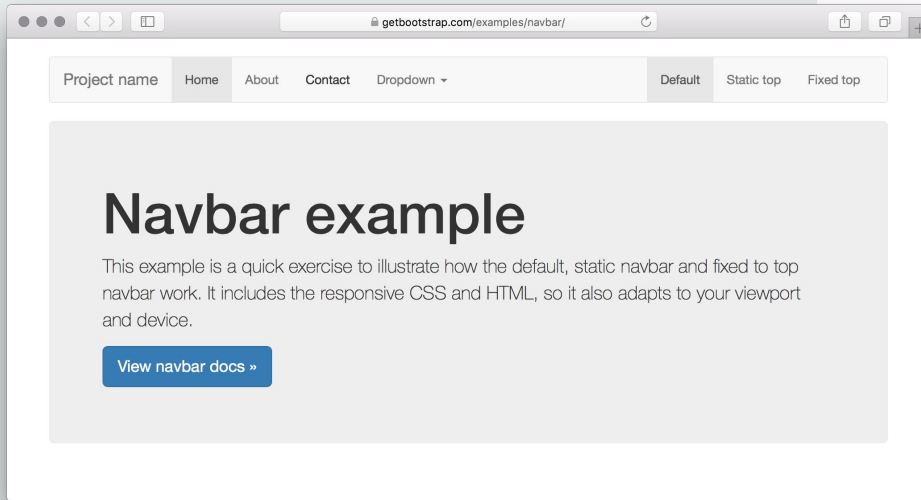 getbootstrap.com/examples/navbar/
Project name Home About Contact Dropdown Default Static top Fixed top
Navbar example
This example is a quick exercise to illustrate how the default, static navbar and fixed to top
navbar work. It includes the responsive CSS and HTML, so it also adapts to your viewport
and device.
View navbar docs »